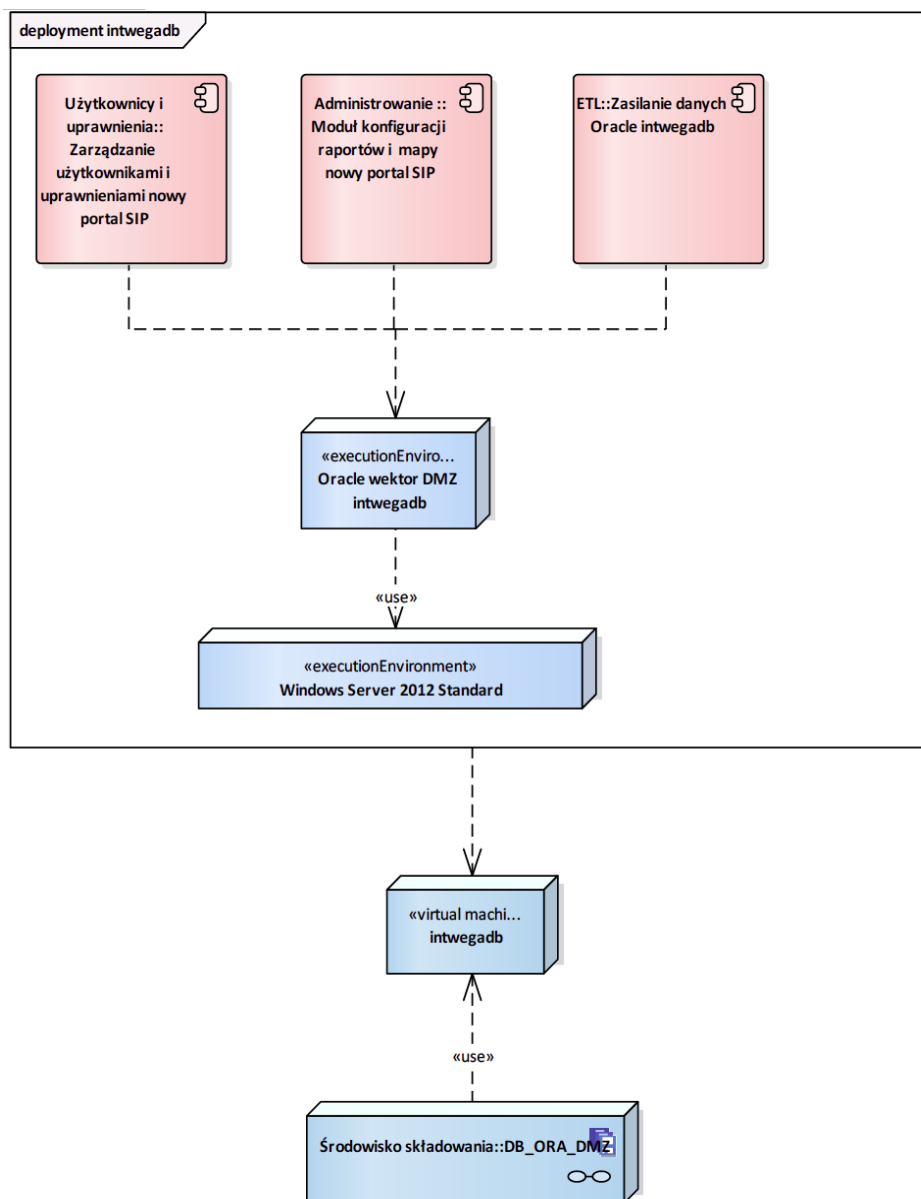 deployment intwegadb
Użytkownicy i
uprawnienia::
Zarządzanie
użytkownikami i
uprawnieniami nowy
portal SIP
Administrowanie ::
Moduł konfiguracji
raportów i mapy
nowy portal SIP
ETL::Zasilanie danych
Oracle intwegadb
«executionEnviro...
Oracle wektor DMZ
intwegadb
«use»
«executionEnvironment»
Windows Server 2012 Standard
«virtual machi...
intwegadb
«use»
Środowisko składowania::DB_ORA_DMZ